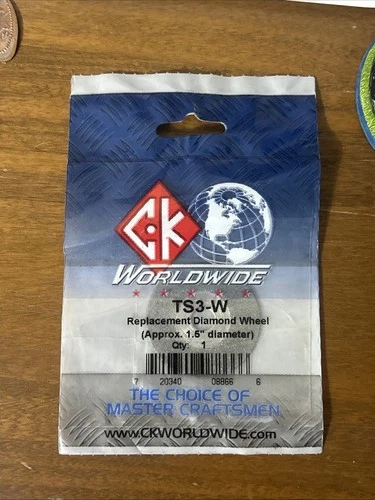 CK
WORLDWIDE
TS3-W
Replacement Diamond Wheel
(Approx. 1.5" diameter)
Qty: 1
7 20340 08866 6
THE CHOICE OF
MASTER CRAFTSMEN
www.CKWORLDWIDE.com